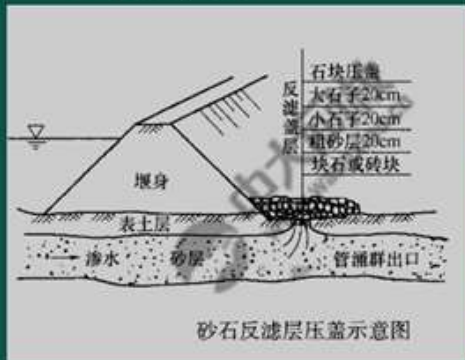 反滤盖层
石块压盖
大石子20cm
小石子20cm
粗砂层20cm
块石或砖块
堰身
表土层
渗水
砂层
管涌群出口
砂石反滤层压盖示意图